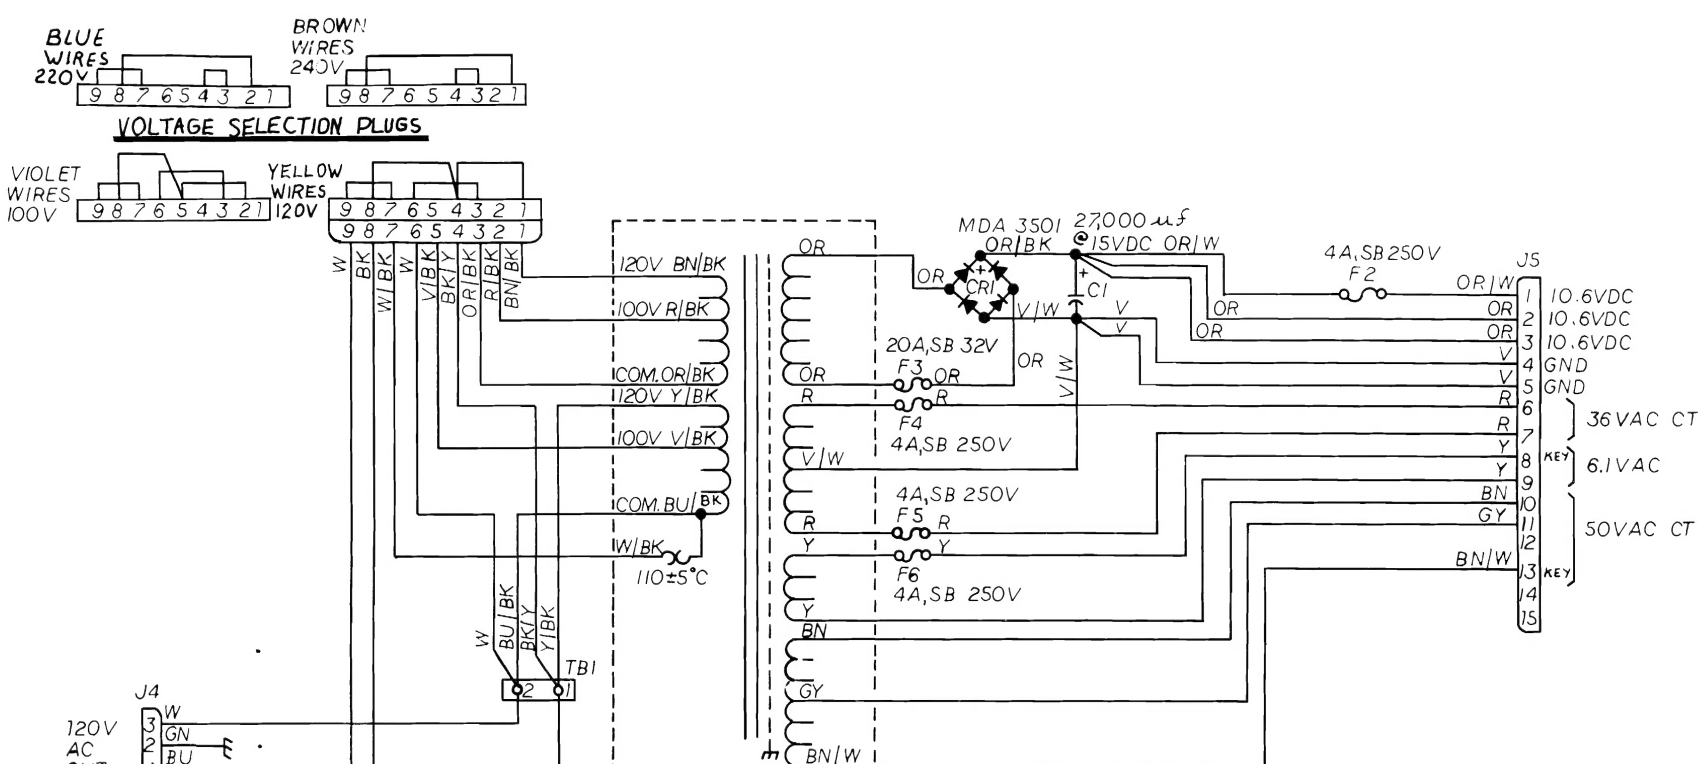 BLUE
WIRES
220V
9 8 7 6 5 4 3 2 1
BROWN
WIRES
240V
9 8 7 6 5 4 3 2 1
VOLTAGE SELECTION PLUGS
VIOLET
WIRES
100V
9 8 7 6 5 4 3 2 1
YELLOW
WIRES
120V
9 8 7 6 5 4 3 2 1
9 8 7 6 5 4 3 2 1
W
BK
W/BK
W
V/BK
BK/Y
OR/BK
R/BK
BN/BK
120V BN/BK
100V R/BK
COM. OR/BK
120V Y/BK
100V V/BK
COM. BU/BK
W/BK
110±5°C
W
BU/BK
BK/Y
Y/BK
TB1
2 1
J4
120V
AC
3 W
2 GN
BU
OR
OR
MDA 3501
OR/BK
+
CR1
27,000 uf
@ 15VDC
OR/W
+
C1
V/W
V
V
V/W
OR
20A, SB 32V
F3
OR
OR
R
F4
R
4A, SB 250V
V/W
4A, SB 250V
F5
R
R
Y
F6
Y
4A, SB 250V
Y
BN
GY
BN/W
4A, SB 250V
F2
J5
OR/W 1 10.6VDC
OR OR 2 10.6VDC
OR OR 3 10.6VDC
V 4 GND
V 5 GND
R 6
R 7
36VAC CT
Y 8 KEY
Y 9
6.1VAC
BN 10
GY 11
12
BN/W 13 KEY
50VAC CT
14
15